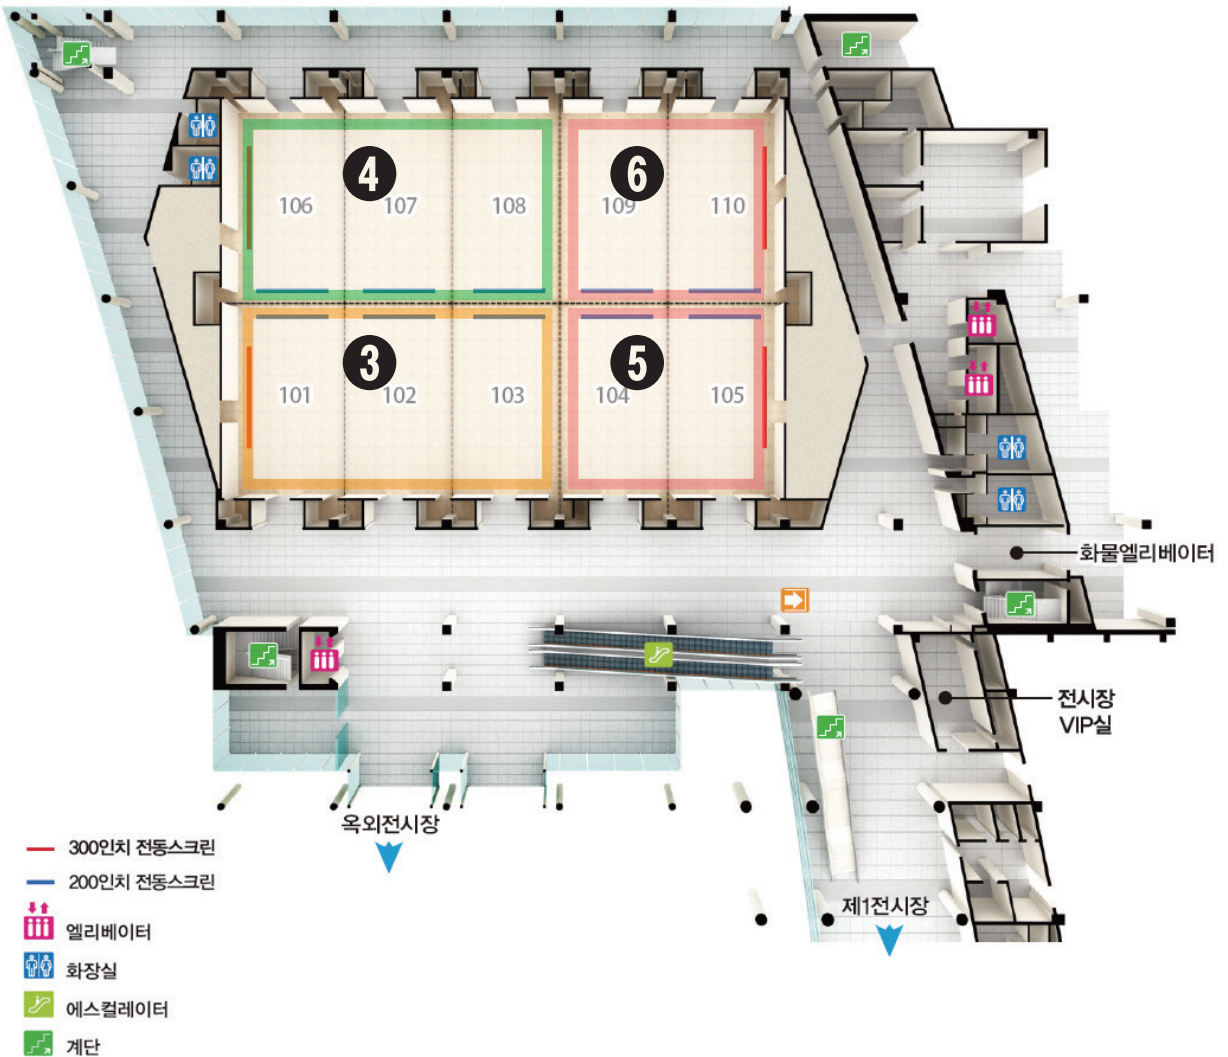 4
6
106
107
108
109
110
3
5
101
102
103
104
105
화물엘리베이터
전시장
VIP실
옥외전시장
제1전시장
300인치 전동스크린
200인치 전동스크린
엘리베이터
화장실
에스컬레이터
계단